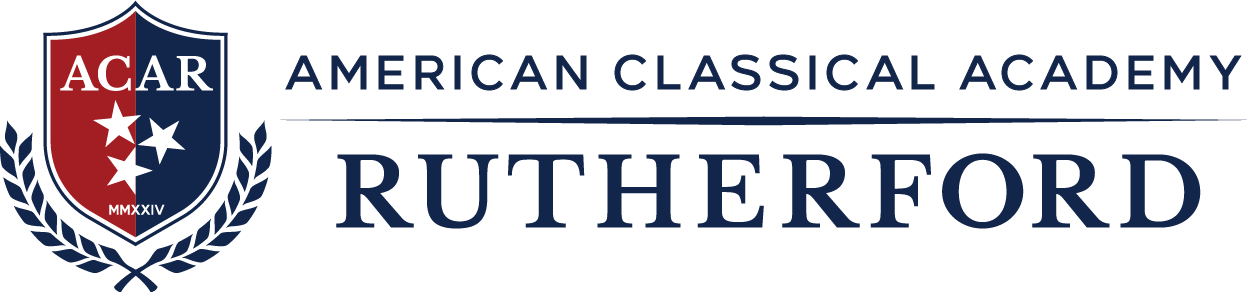 ACAR
MMXXIV
AMERICAN CLASSICAL ACADEMY
RUTHERFORD